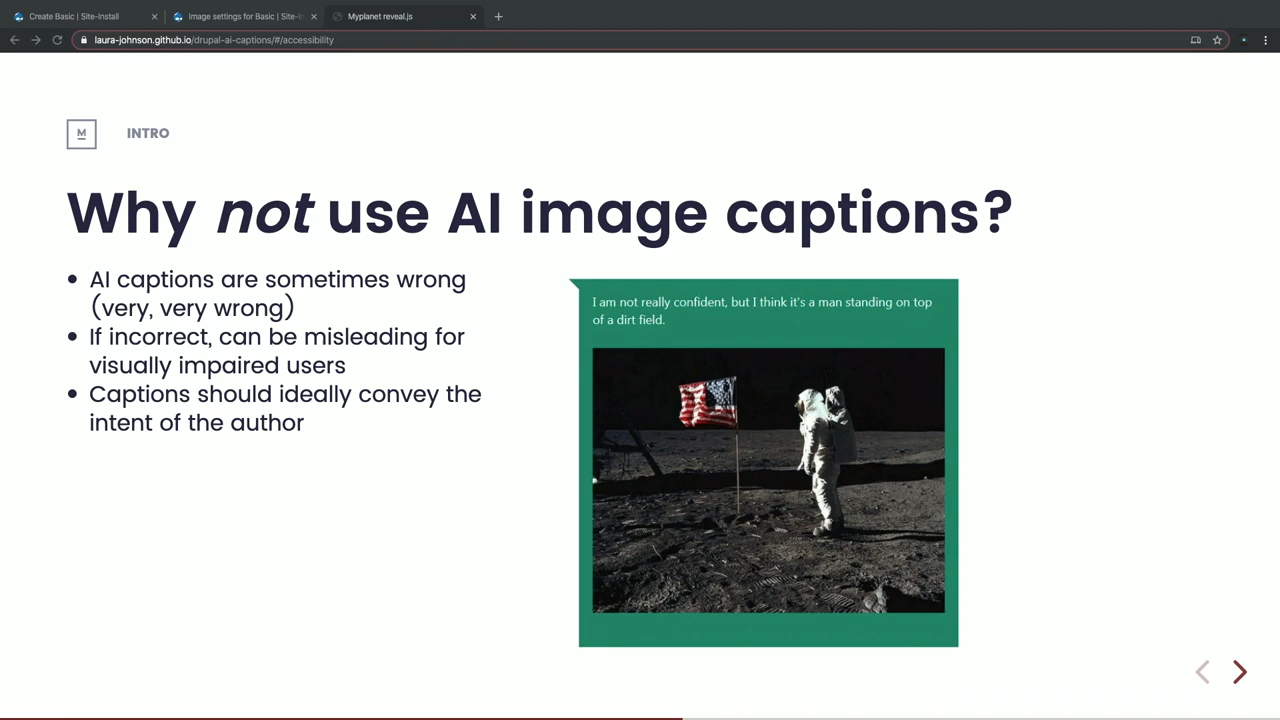 Create Basic | Site-Install
Image settings for Basic | Site-In
Myplanet reveal.js
laura-johnson.github.io/drupal-ai-captions/#/accessibility
M
INTRO
Why not use AI image captions?
• AI captions are sometimes wrong
(very, very wrong)
• If incorrect, can be misleading for
visually impaired users
• Captions should ideally convey the
intent of the author
I am not really confident, but I think it's a man standing on top
of a dirt field.